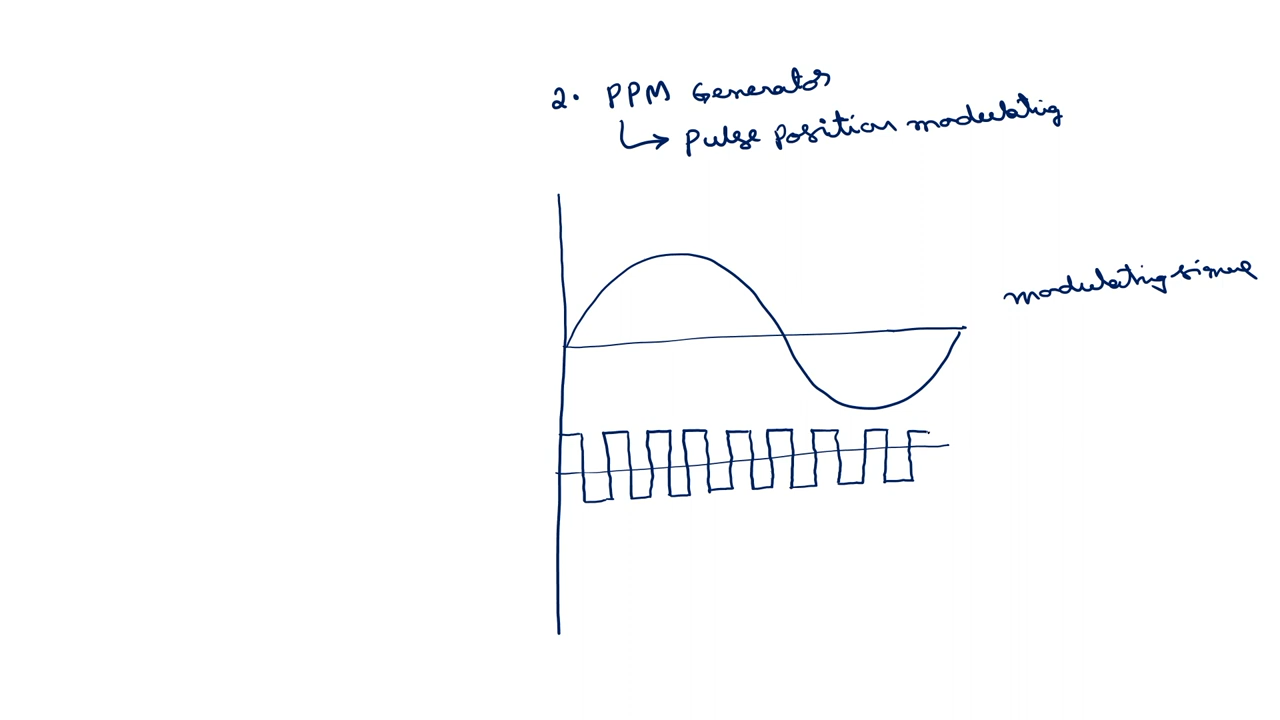 2. PPM Generator
↳ Pulse Position modulating
modulating signal